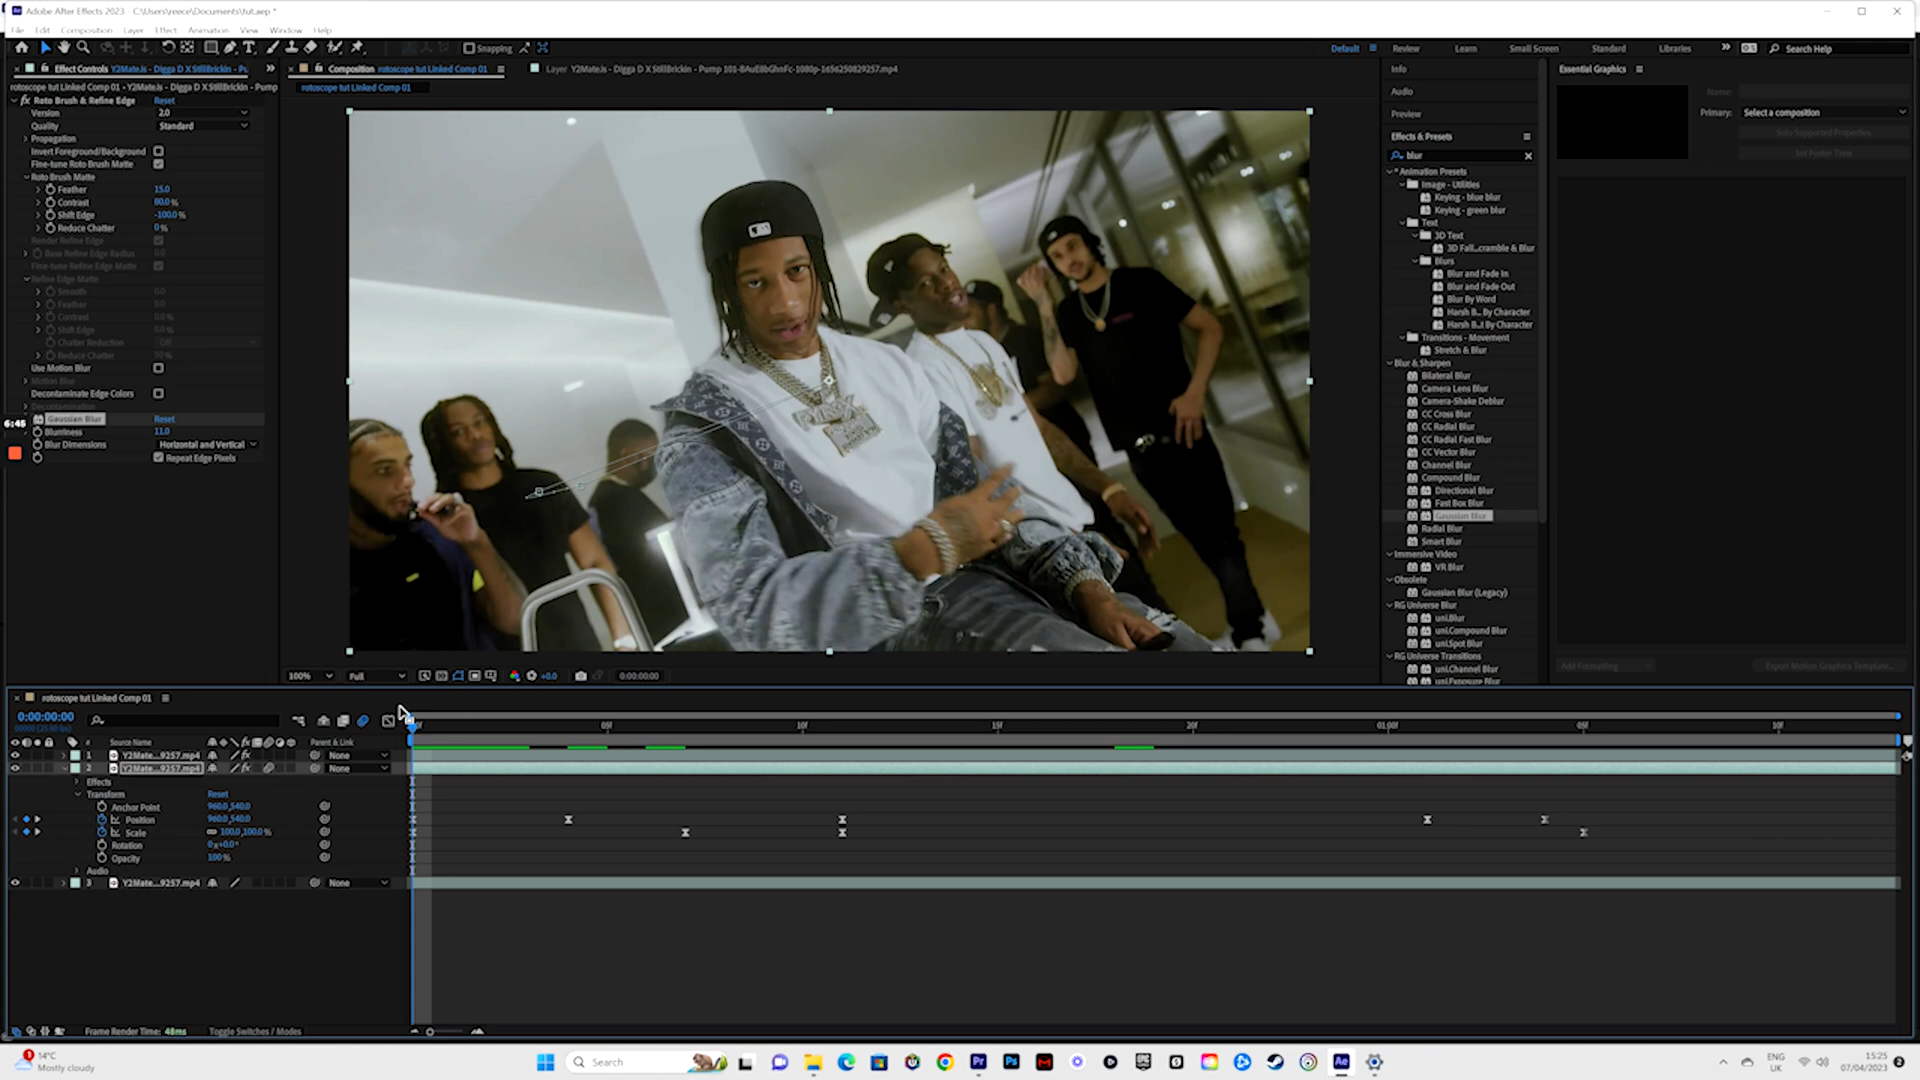 Adobe After Effects 2023 - C:\Users\reece\Documents\tut.aep *
File Edit Composition Layer Effect Animation View Window Help
Snapping
Default Review Learn Small Screen Standard Libraries Search Help
Effect Controls Y2Mate.is - Digga D X StillBrickin - Pu
Composition rotoscope tut Linked Comp 01
Layer Y2Mate.is - Digga D X StillBrickin - Pump 101-8AuE8bGhnFc-1080p-1656250829257.mp4
rotoscope tut Linked Comp 01 • Y2Mate.is - Digga D X StillBrickin - Pump
rotoscope tut Linked Comp 01
fx Roto Brush & Refine Edge Reset
Version 2.0
Quality Standard
Propagation
Invert Foreground/Background
Fine-tune Roto Brush Matte
Roto Brush Matte
Feather 15.0
Contrast 80.0 %
Shift Edge -100.0 %
Reduce Chatter 0 %
Render Refine Edge
Base Refine Edge Radius 0.0
Fine-tune Refine Edge Matte
Refine Edge Matte
Smooth 0.0
Feather 0.0
Contrast 0.0 %
Shift Edge 0.0 %
Chatter Reduction Off
Reduce Chatter 50 %
Use Motion Blur
Motion Blur
Decontaminate Edge Colors
Decontamination
6:45
Gaussian Blur Reset
Blurriness 11.0
Blur Dimensions Horizontal and Vertical
Repeat Edge Pixels
100% Full +0.0 0:00:00:00
Info
Audio
Preview
Effects & Presets
blur
* Animation Presets
Image - Utilities
Keying - blue blur
Keying - green blur
Text
3D Text
3D Fall...cramble & Blur
Blurs
Blur and Fade In
Blur and Fade Out
Blur By Word
Harsh B... By Character
Harsh B...t By Character
Transitions - Movement
Stretch & Blur
Blur & Sharpen
Bilateral Blur
Camera Lens Blur
Camera-Shake Deblur
CC Cross Blur
CC Radial Blur
CC Radial Fast Blur
CC Vector Blur
Channel Blur
Compound Blur
Directional Blur
Fast Box Blur
Gaussian Blur
Radial Blur
Smart Blur
Immersive Video
VR Blur
Obsolete
Gaussian Blur (Legacy)
RG Universe Blur
uni.Blur
uni.Compound Blur
uni.Spot Blur
RG Universe Transitions
uni.Channel Blur
uni.Exposure Blur
Essential Graphics
Name:
Primary: Select a composition
Solo Supported Properties
Set Poster Time
Add Formatting
Export Motion Graphics Template...
rotoscope tut Linked Comp 01
0:00:00:00
00000 (25.00 fps)
05f 10f 15f 20f 01:00f 05f 10f
# Source Name Parent & Link
1 Y2Mate...9257.mp4 None
2 Y2Mate...9257.mp4 None
Effects
Transform Reset
Anchor Point 960.0,540.0
Position 960.0,540.0
Scale 100.0,100.0 %
Rotation 0x+0.0°
Opacity 100 %
Audio
3 Y2Mate...9257.mp4 None
Frame Render Time: 48ms Toggle Switches / Modes
14°C
Mostly cloudy
Search
ENG
UK
15:25
07/04/2023